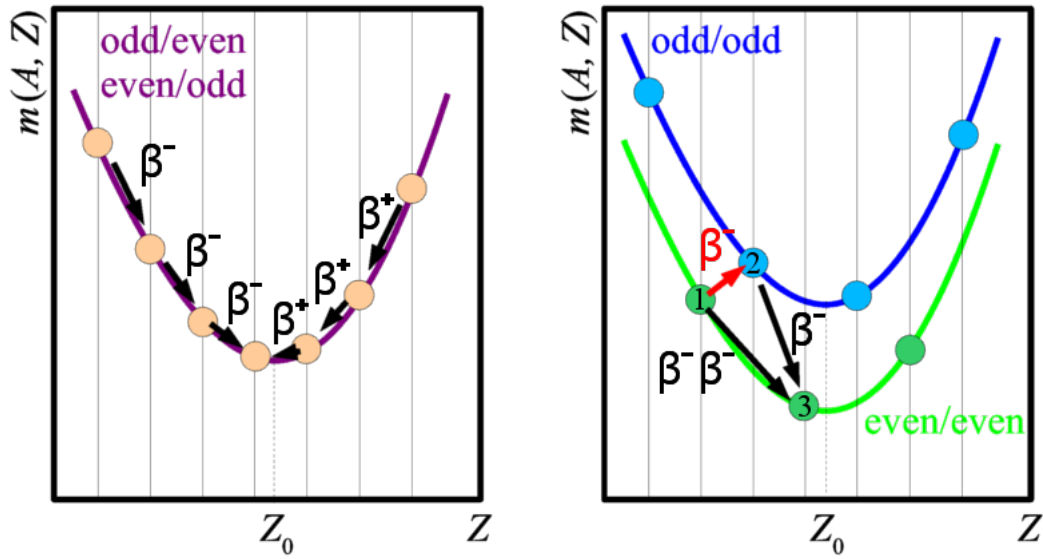 m(A, Z)
odd/even
even/odd
β⁻
β⁻
β⁻
β⁺
β⁺
β⁺
Z₀
Z
m(A, Z)
odd/odd
β⁻
2
1
β⁻
β⁻β⁻
3
even/even
Z₀
Z